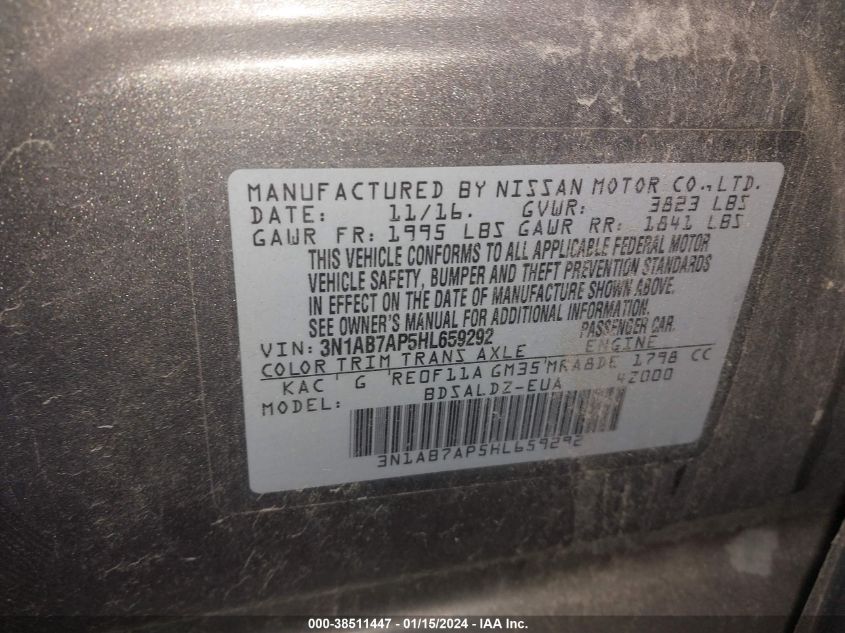 MANUFACTURED BY NISSAN MOTOR CO., LTD.
DATE: 11/16. GVWR: 3823 LBS
GAWR FR: 1995 LBS GAWR RR: 1841 LBS
THIS VEHICLE CONFORMS TO ALL APPLICABLE FEDERAL MOTOR
VEHICLE SAFETY, BUMPER AND THEFT PREVENTION STANDARDS
IN EFFECT ON THE DATE OF MANUFACTURE SHOWN ABOVE.
SEE OWNER'S MANUAL FOR ADDITIONAL INFORMATION.
VIN: 3N1AB7AP5HL659292 PASSENGER CAR.
COLOR TRIM TRANS AXLE ENGINE
KAC G RE0F11A GM35 MRA8DE 1798 CC
MODEL: BDSALDZ-EUA 4Z000
3N1AB7AP5HL659292
000-38511447 - 01/15/2024 - IAA Inc.